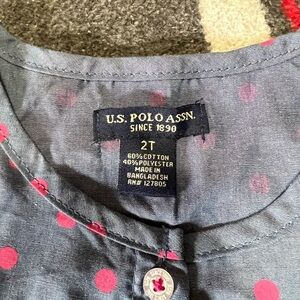 U.S. POLO ASSN.
SINCE 1890
2T
60% COTTON
40% POLYESTER
MADE IN
BANGLADESH
RN# 127805